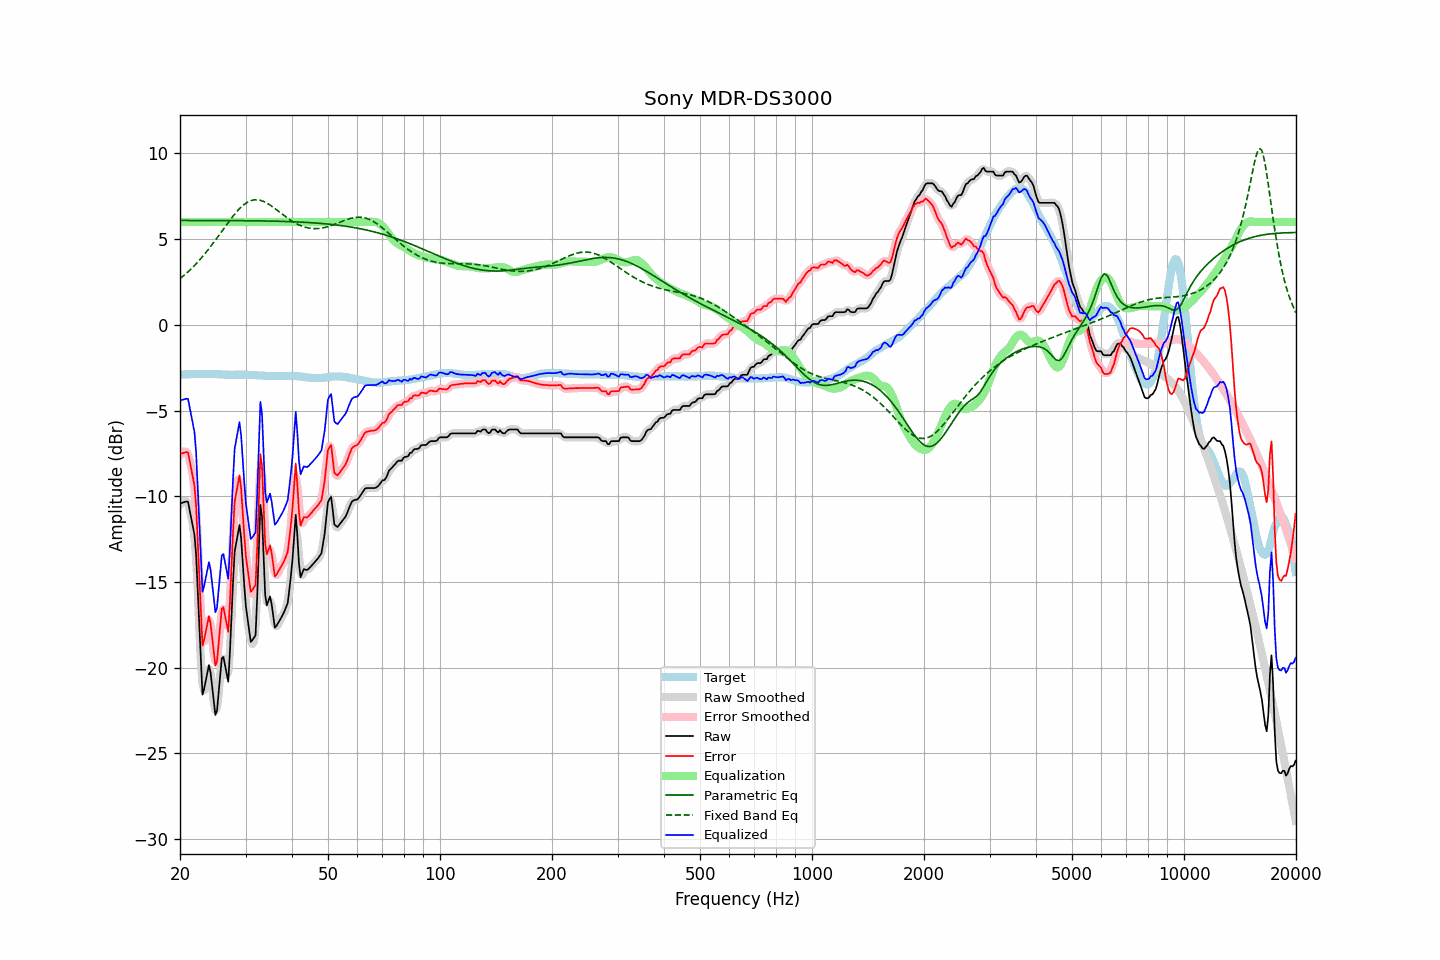 Sony MDR-DS3000
Amplitude (dBr)
10
5
0
−5
−10
−15
−20
−25
−30
Target
Raw Smoothed
Error Smoothed
Raw
Error
Equalization
Parametric Eq
Fixed Band Eq
Equalized
20 50 100 200 500 1000 2000 5000 10000 20000
Frequency (Hz)